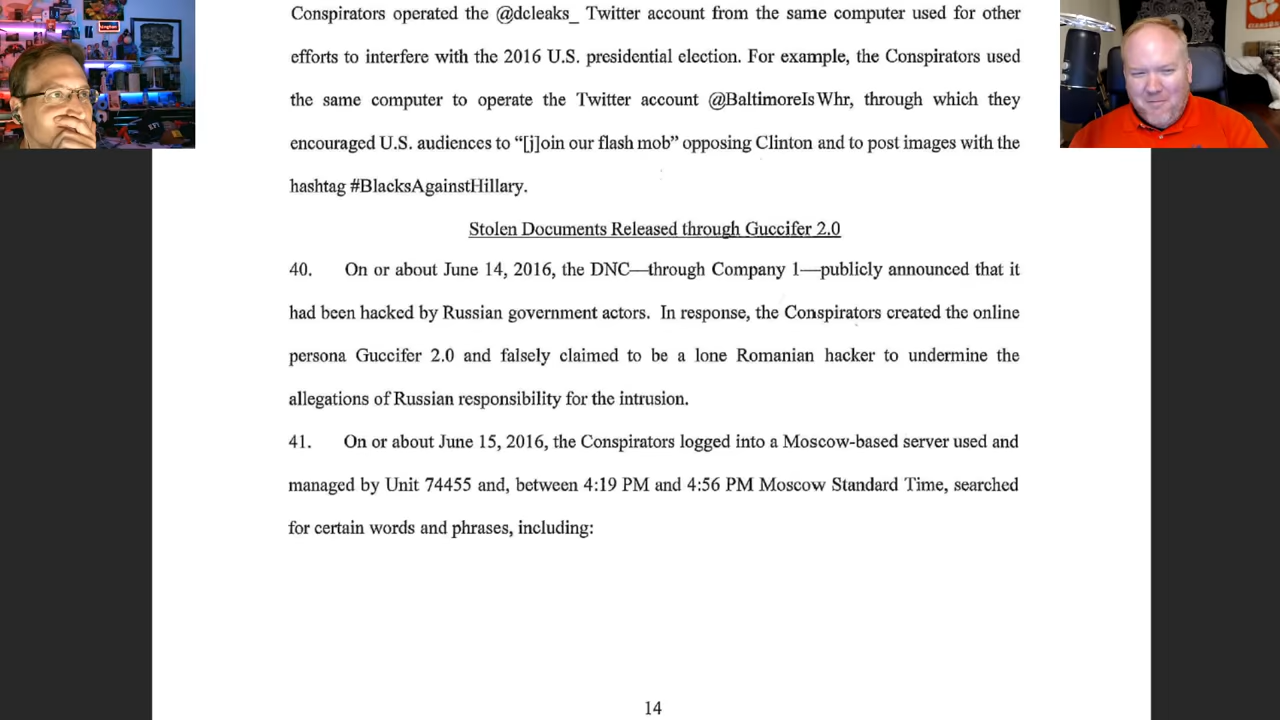 Conspirators operated the @dcleaks_ Twitter account from the same computer used for other
efforts to interfere with the 2016 U.S. presidential election. For example, the Conspirators used
the same computer to operate the Twitter account @BaltimoreIsWhr, through which they
encouraged U.S. audiences to “[j]oin our flash mob” opposing Clinton and to post images with the
hashtag #BlacksAgainstHillary.
Stolen Documents Released through Guccifer 2.0
40. On or about June 14, 2016, the DNC—through Company 1—publicly announced that it
had been hacked by Russian government actors. In response, the Conspirators created the online
persona Guccifer 2.0 and falsely claimed to be a lone Romanian hacker to undermine the
allegations of Russian responsibility for the intrusion.
41. On or about June 15, 2016, the Conspirators logged into a Moscow-based server used and
managed by Unit 74455 and, between 4:19 PM and 4:56 PM Moscow Standard Time, searched
for certain words and phrases, including:
14